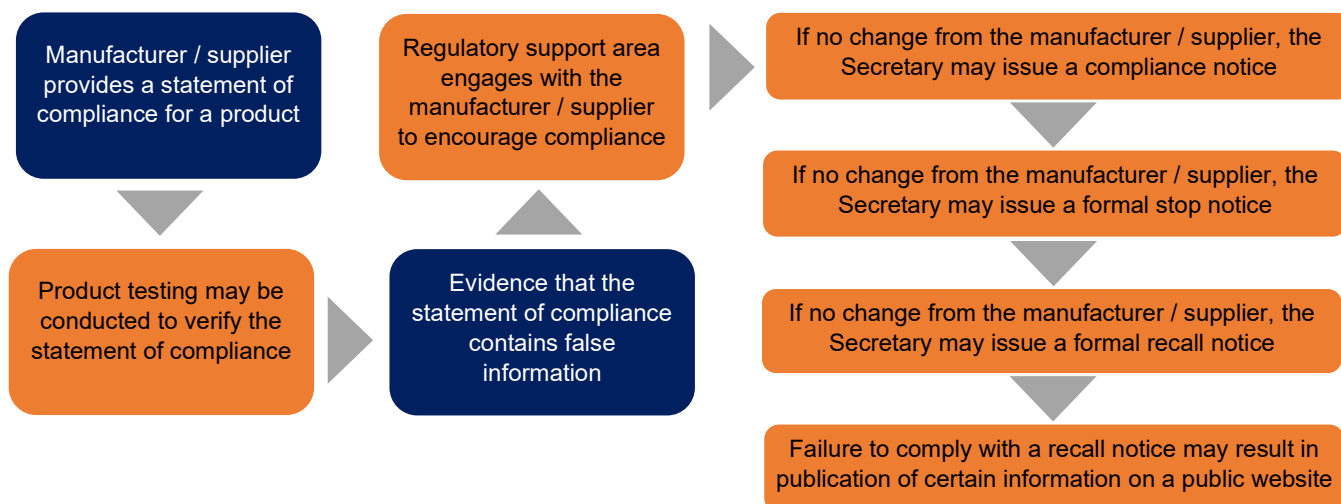 Manufacturer / supplier
provides a statement of
compliance for a product
Product testing may be
conducted to verify the
statement of compliance
Evidence that the
statement of compliance
contains false
information
Regulatory support area
engages with the
manufacturer / supplier
to encourage compliance
If no change from the manufacturer / supplier, the
Secretary may issue a compliance notice
If no change from the manufacturer / supplier, the
Secretary may issue a formal stop notice
If no change from the manufacturer / supplier, the
Secretary may issue a formal recall notice
Failure to comply with a recall notice may result in
publication of certain information on a public website